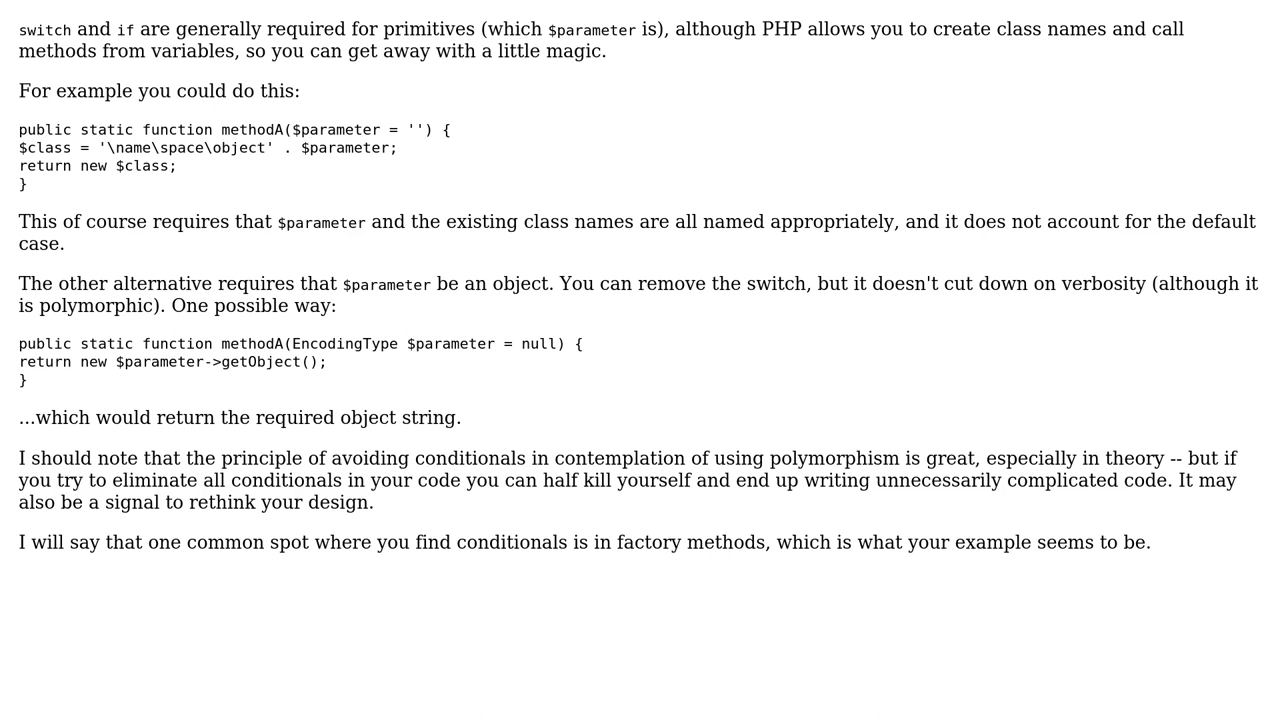 switch and if are generally required for primitives (which $parameter is), although PHP allows you to create class names and call
methods from variables, so you can get away with a little magic.
For example you could do this:
public static function methodA($parameter = '') {
$class = '\name\space\object' . $parameter;
return new $class;
}
This of course requires that $parameter and the existing class names are all named appropriately, and it does not account for the default
case.
The other alternative requires that $parameter be an object. You can remove the switch, but it doesn't cut down on verbosity (although it
is polymorphic). One possible way:
public static function methodA(EncodingType $parameter = null) {
return new $parameter->getObject();
}
...which would return the required object string.
I should note that the principle of avoiding conditionals in contemplation of using polymorphism is great, especially in theory -- but if
you try to eliminate all conditionals in your code you can half kill yourself and end up writing unnecessarily complicated code. It may
also be a signal to rethink your design.
I will say that one common spot where you find conditionals is in factory methods, which is what your example seems to be.